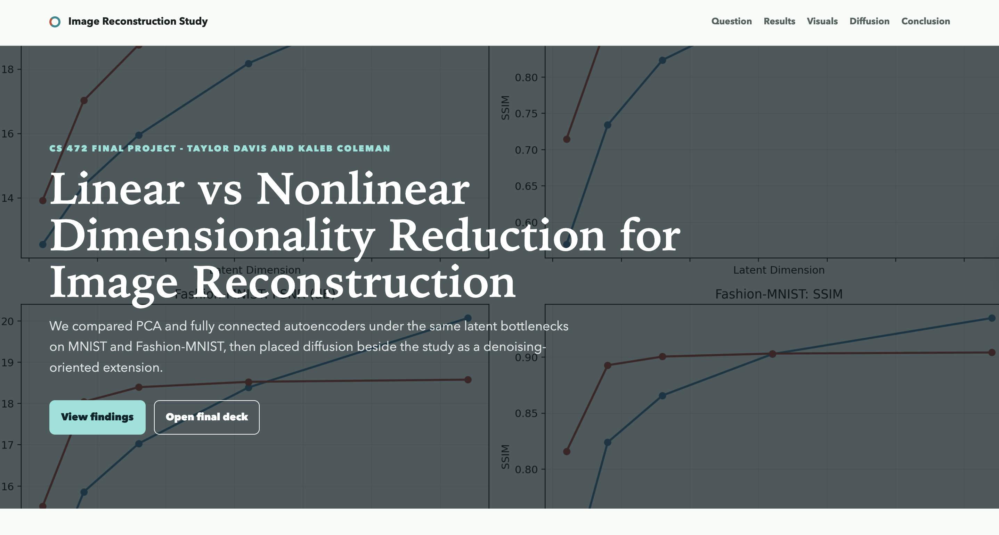 Image Reconstruction Study
Question Results Visuals Diffusion Conclusion
18
16
14
0.80
0.75
0.70
0.65
0.60
SSIM
CS 472 FINAL PROJECT - TAYLOR DAVIS AND KALEB COLEMAN
Linear vs Nonlinear
Dimensionality Reduction for
Image Reconstruction
Latent Dimension
Latent Dimension
Fashion-MNIST: PSNR (dB)
Fashion-MNIST: SSIM
We compared PCA and fully connected autoencoders under the same latent bottlenecks
on MNIST and Fashion-MNIST, then placed diffusion beside the study as a denoising-
oriented extension.
View findings
Open final deck
20
19
18
17
16
0.90
0.85
0.80
SSIM